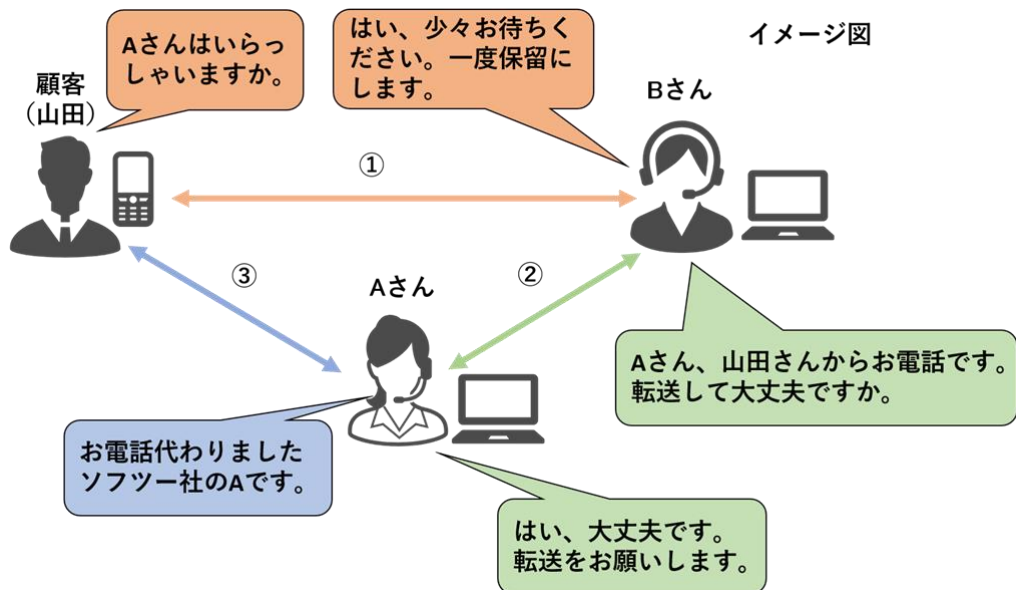 イメージ図
顧客
（山田）
Aさんはいらっ
しゃいますか。
はい、少々お待ちく
ださい。一度保留に
します。
Bさん
①
③
②
Aさん
Aさん、山田さんからお電話です。
転送して大丈夫ですか。
お電話代わりました
ソフツー社のAです。
はい、大丈夫です。
転送をお願いします。